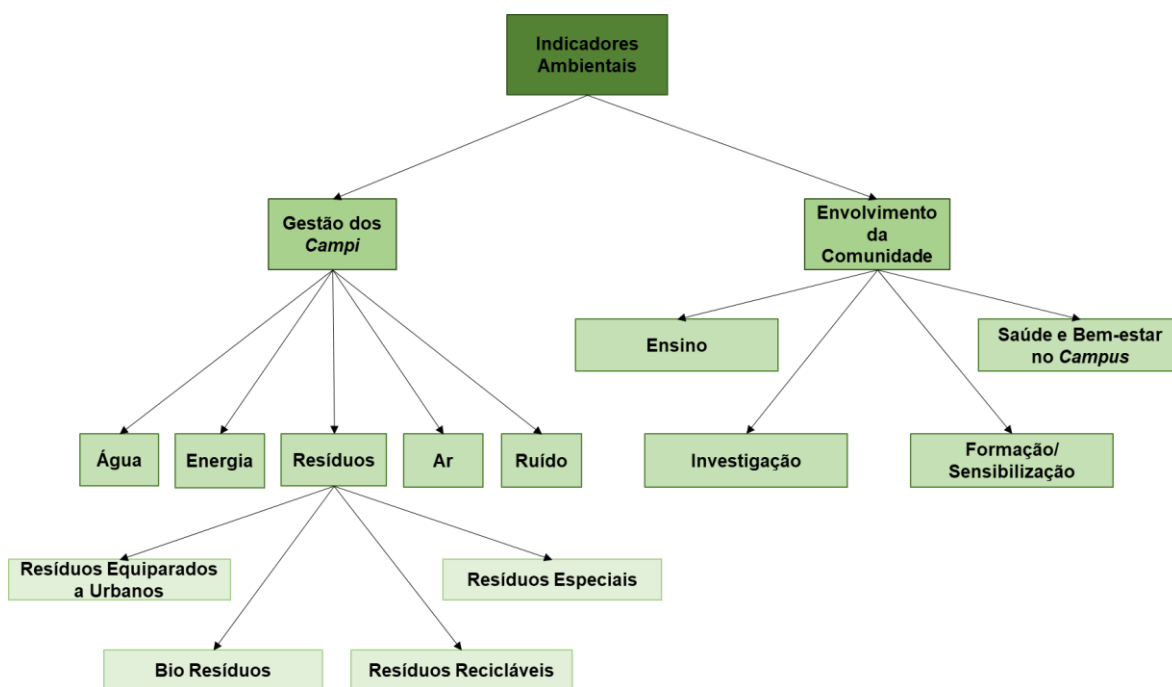 Indicadores
Ambientais
Gestão dos
Campi
Envolvimento
da
Comunidade
Ensino
Saúde e Bem-estar
no Campus
Água
Energia
Resíduos
Ar
Ruído
Investigação
Formação/
Sensibilização
Resíduos Equiparados
a Urbanos
Resíduos Especiais
Bio Resíduos
Resíduos Recicláveis